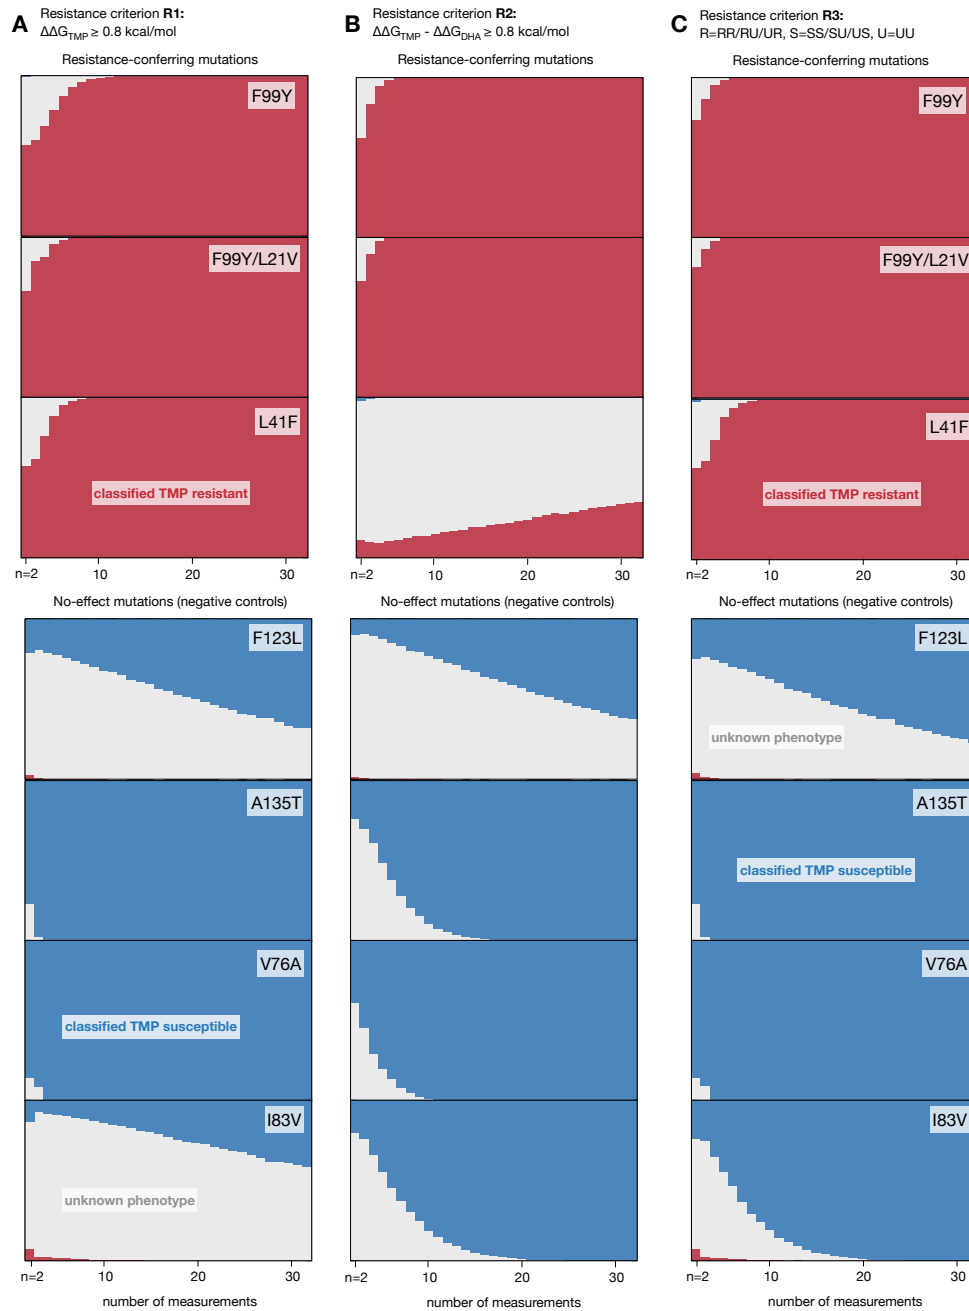 A
Resistance criterion R1:
ΔΔG_TMP ≥ 0.8 kcal/mol
Resistance-conferring mutations
F99Y
F99Y/L21V
L41F
classified TMP resistant
n=2 10 20 30
No-effect mutations (negative controls)
F123L
A135T
V76A
classified TMP susceptible
I83V
unknown phenotype
n=2 10 20 30
number of measurements
B
Resistance criterion R2:
ΔΔG_TMP - ΔΔG_DHA ≥ 0.8 kcal/mol
Resistance-conferring mutations
n=2 10 20 30
No-effect mutations (negative controls)
10 20 30
number of measurements
C
Resistance criterion R3:
R=RR/RU/UR, S=SS/SU/US, U=UU
Resistance-conferring mutations
F99Y
F99Y/L21V
L41F
classified TMP resistant
n=2 10 20 30
No-effect mutations (negative controls)
F123L
unknown phenotype
A135T
classified TMP susceptible
V76A
I83V
n=2 10 20 30
number of measurements